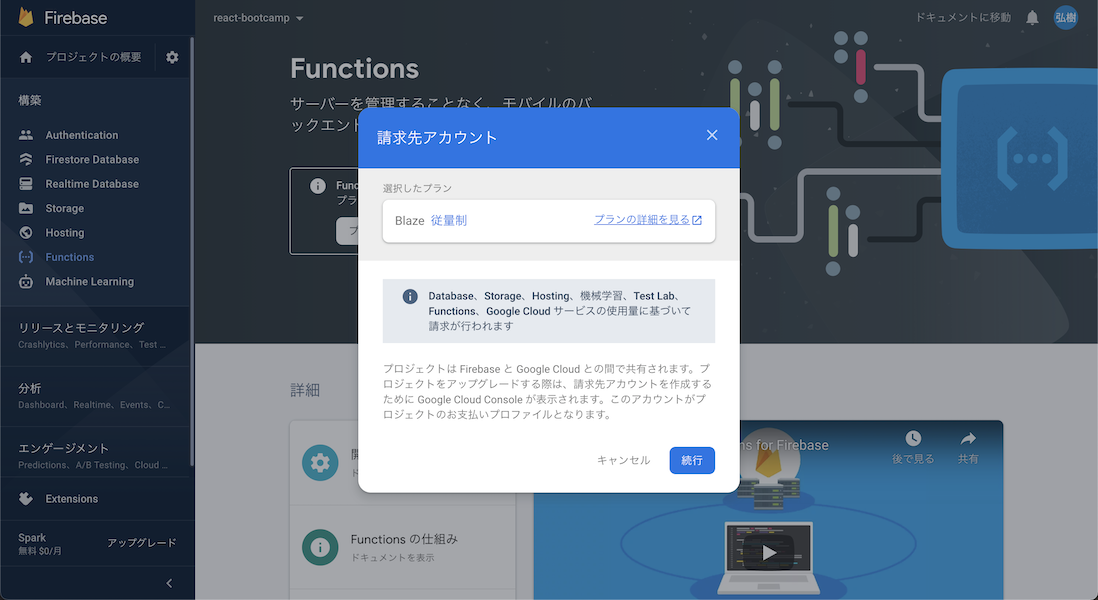 Firebase
react-bootcamp
ドキュメントに移動
弘樹
プロジェクトの概要
構築
Authentication
Firestore Database
Realtime Database
Storage
Hosting
Functions
Machine Learning
リリースとモニタリング
Crashlytics、Performance、Test ...
分析
Dashboard、Realtime、Events、C...
エンゲージメント
Predictions、A/B Testing、Cloud ...
Extensions
Spark
無料 $0/月
アップグレード
Functions
サーバーを管理することなく、モバイルのバ
ックエント
Func
プラ
プ
請求先アカウント
選択したプラン
Blaze 従量制
プランの詳細を見る
Database、Storage、Hosting、機械学習、Test Lab、
Functions、Google Cloud サービスの使用量に基づいて
請求が行われます
プロジェクトは Firebase と Google Cloud との間で共有されます。プ
ロジェクトをアップグレードする際は、請求先アカウントを作成する
ために Google Cloud Console が表示されます。このアカウントがプ
ロジェクトのお支払いプロファイルとなります。
キャンセル
続行
詳細
ド
Functions の仕組み
ドキュメントを表示
ns for Firebase
後で見る
共有